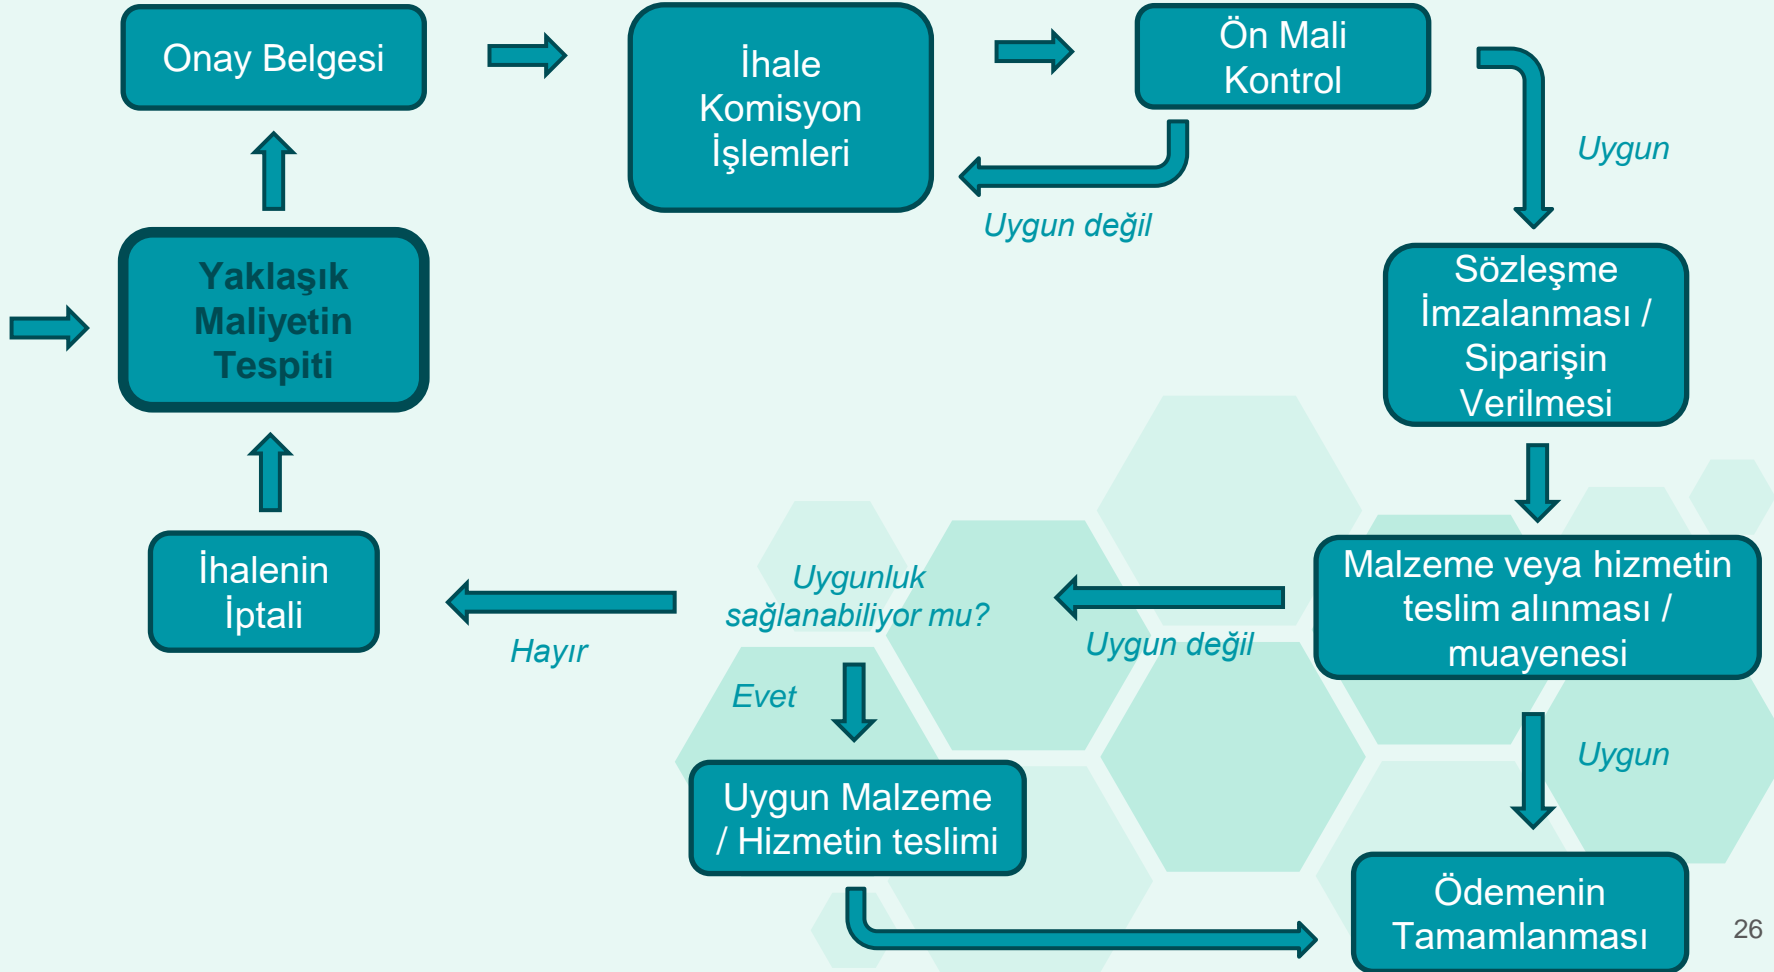 Onay Belgesi
İhale
Komisyon
İşlemleri
Ön Mali
Kontrol
Uygun
Uygun değil
Yaklaşık
Maliyetin
Tespiti
Sözleşme
İmzalanması /
Siparişin
Verilmesi
İhalenin
İptali
Hayır
Uygunluk
sağlanabiliyor mu?
Uygun değil
Malzeme veya hizmetin
teslim alınması /
muayenesi
Evet
Uygun
Uygun Malzeme
/ Hizmetin teslimi
Ödemenin
Tamamlanması
26